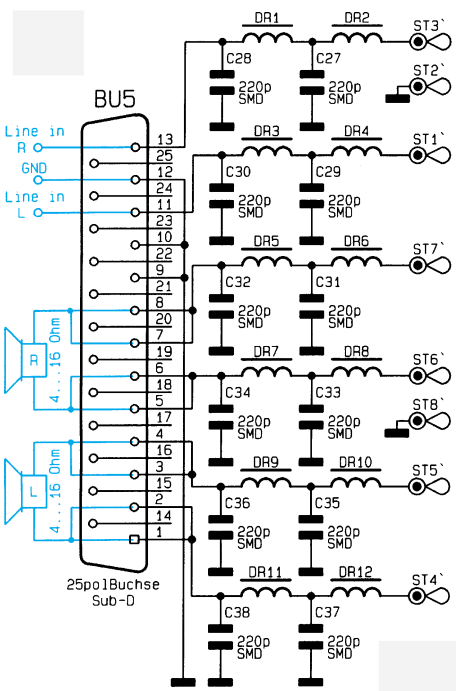 DR1 DR2 ST3`
C28 C27
220p SMD 220p SMD
ST2`
BU5
Line in
R
13
25
DR3 DR4 ST1`
GND
12
24
C30 C29
Line in
L
11
220p SMD 220p SMD
23
10
DR5 DR6 ST7`
22
9
C32 C31
21
8
220p SMD 220p SMD
20
7
R
4...16 Ohm
19
DR7 DR8 ST6`
6
18
C34 C33
5
ST8`
220p SMD 220p SMD
17
4
16
DR9 DR10 ST5`
3
L
4...16 Ohm
15
C36 C35
2
14
220p SMD 220p SMD
1
DR11 DR12 ST4`
25polBuchse
Sub-D
C38 C37
220p SMD 220p SMD